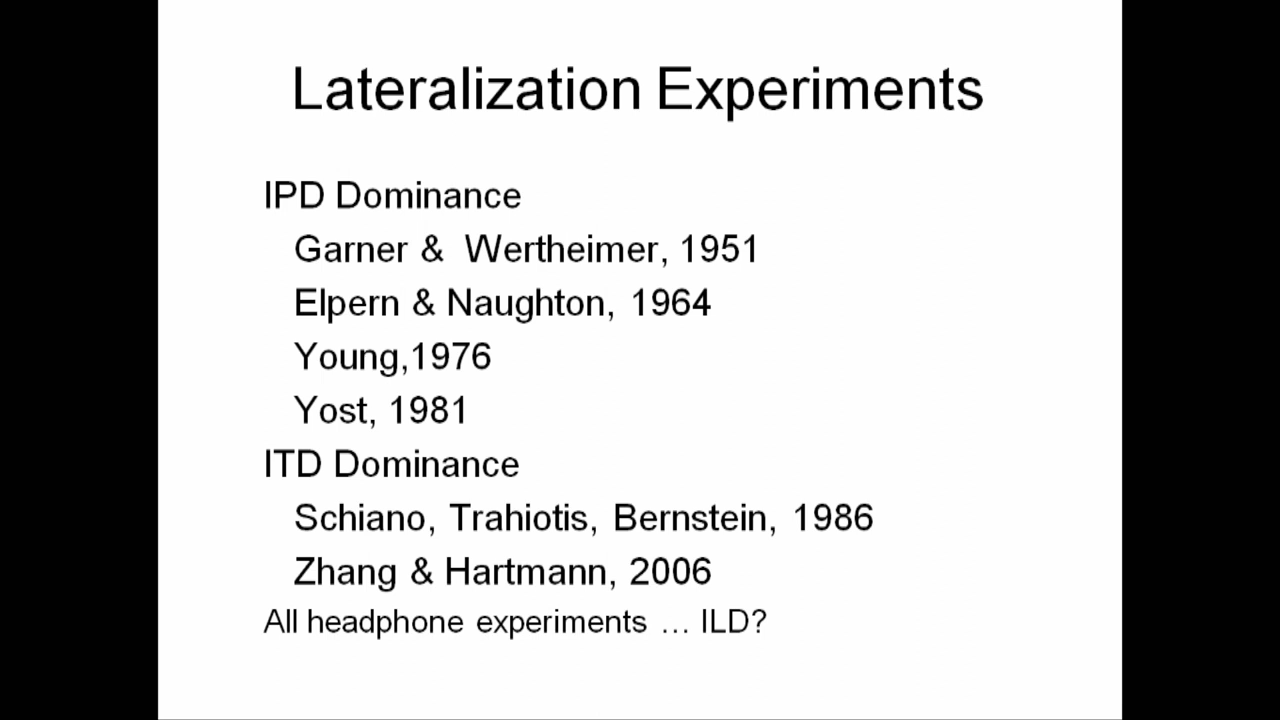 Lateralization Experiments
IPD Dominance
Garner & Wertheimer, 1951
Elpern & Naughton, 1964
Young,1976
Yost, 1981
ITD Dominance
Schiano, Trahiotis, Bernstein, 1986
Zhang & Hartmann, 2006
All headphone experiments … ILD?